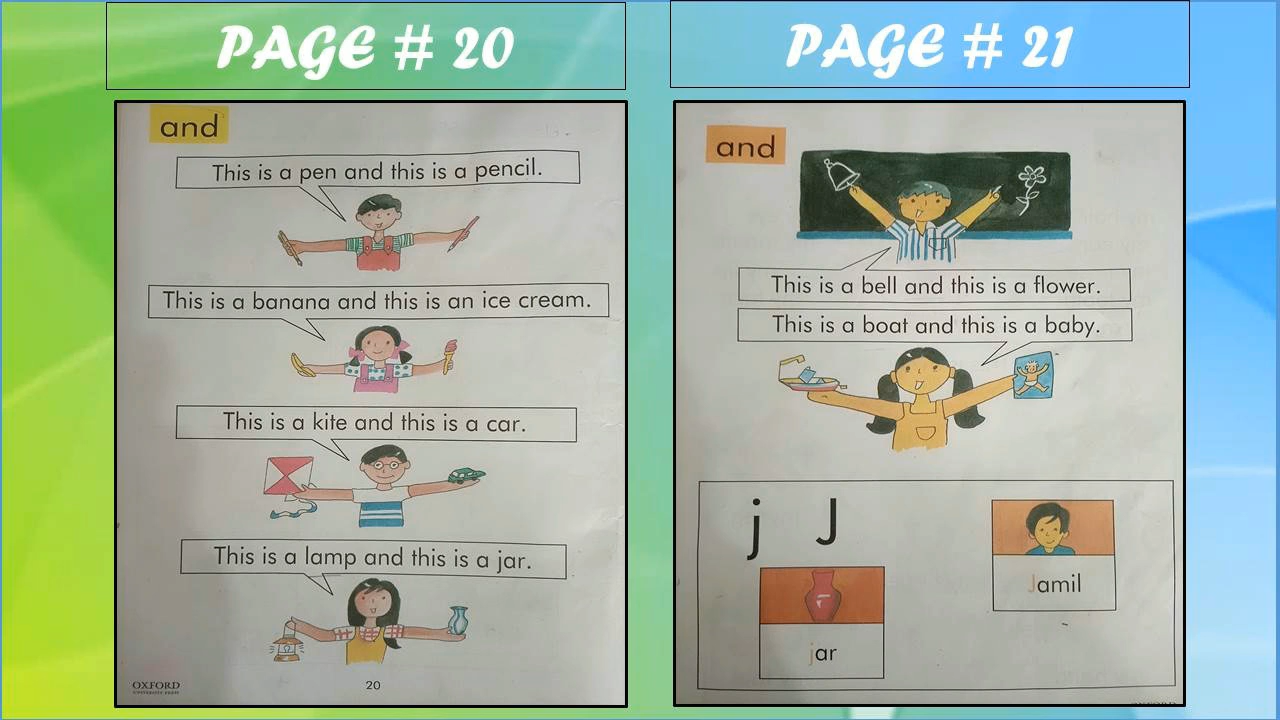 PAGE # 20
and
This is a pen and this is a pencil.
This is a banana and this is an ice cream.
This is a kite and this is a car.
This is a lamp and this is a jar.
OXFORD
UNIVERSITY PRESS
20
PAGE # 21
and
This is a bell and this is a flower.
This is a boat and this is a baby.
j J
jar
Jamil